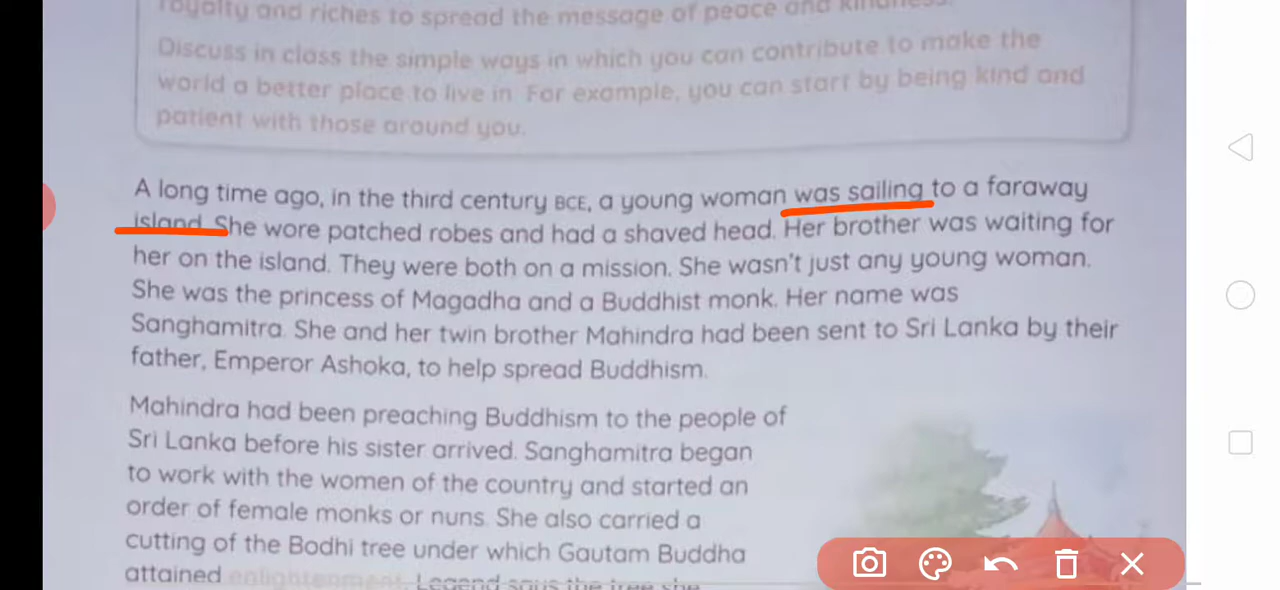 royalty and riches to spread the message of peace and kindness.
Discuss in class the simple ways in which you can contribute to make the
world a better place to live in. For example, you can start by being kind and
patient with those around you.
A long time ago, in the third century BCE, a young woman was sailing to a faraway
island. She wore patched robes and had a shaved head. Her brother was waiting for
her on the island. They were both on a mission. She wasn't just any young woman.
She was the princess of Magadha and a Buddhist monk. Her name was
Sanghamitra. She and her twin brother Mahindra had been sent to Sri Lanka by their
father, Emperor Ashoka, to help spread Buddhism.
Mahindra had been preaching Buddhism to the people of
Sri Lanka before his sister arrived. Sanghamitra began
to work with the women of the country and started an
order of female monks or nuns. She also carried a
cutting of the Bodhi tree under which Gautam Buddha
attained enlightenment. Legend says the tree she